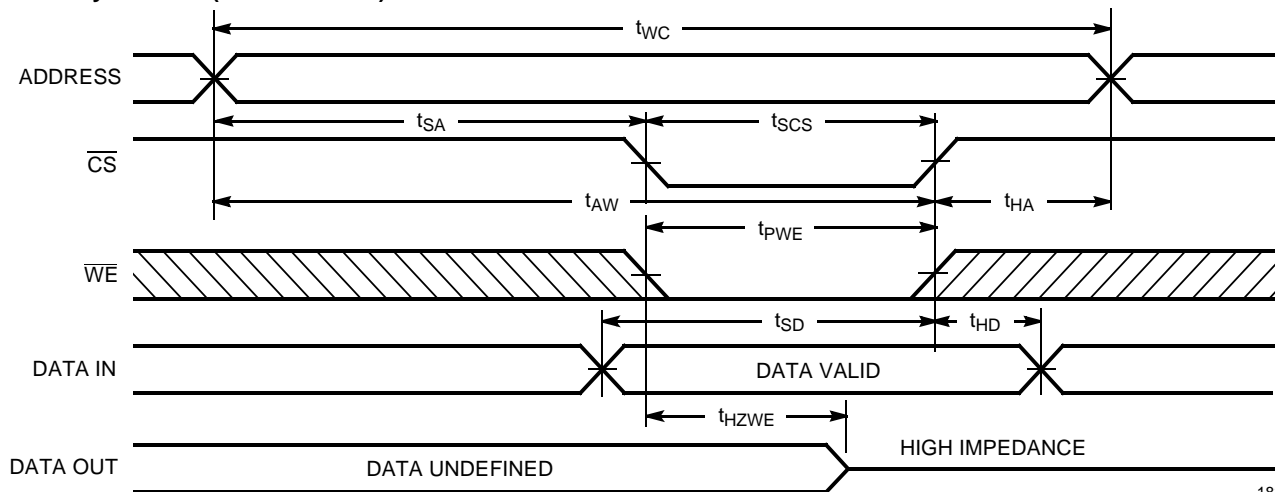 tWC
ADDRESS
tSA
tSCS
CS
tAW
tHA
tPWE
WE
tSD
tHD
DATA IN
DATA VALID
tHZWE
HIGH IMPEDANCE
DATA OUT
DATA UNDEFINED